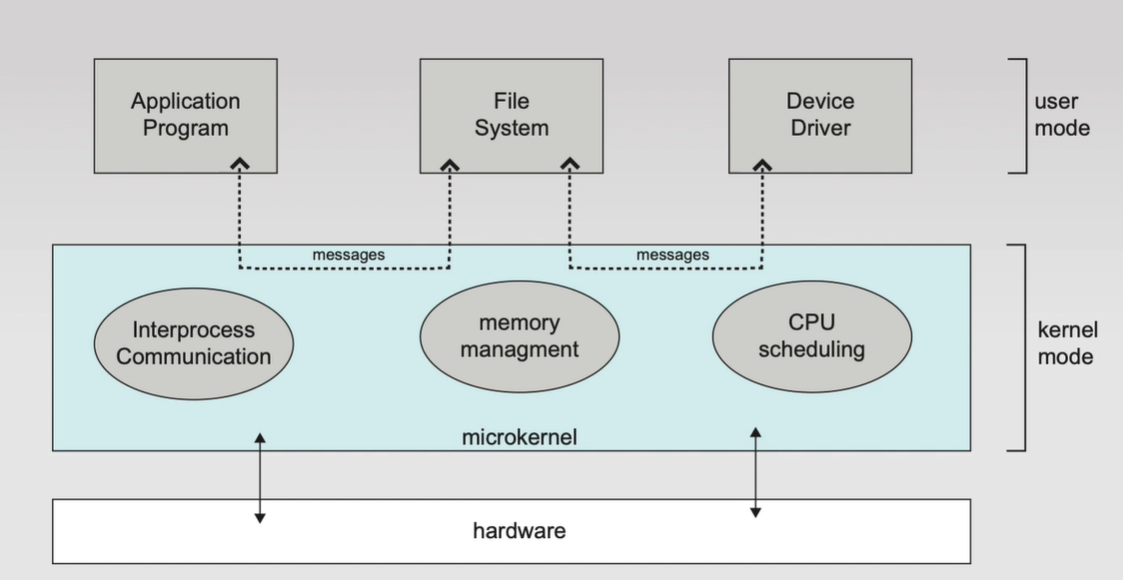 Application
Program
File
System
Device
Driver
user
mode
messages
messages
Interprocess
Communication
memory
managment
CPU
scheduling
kernel
mode
microkernel
hardware